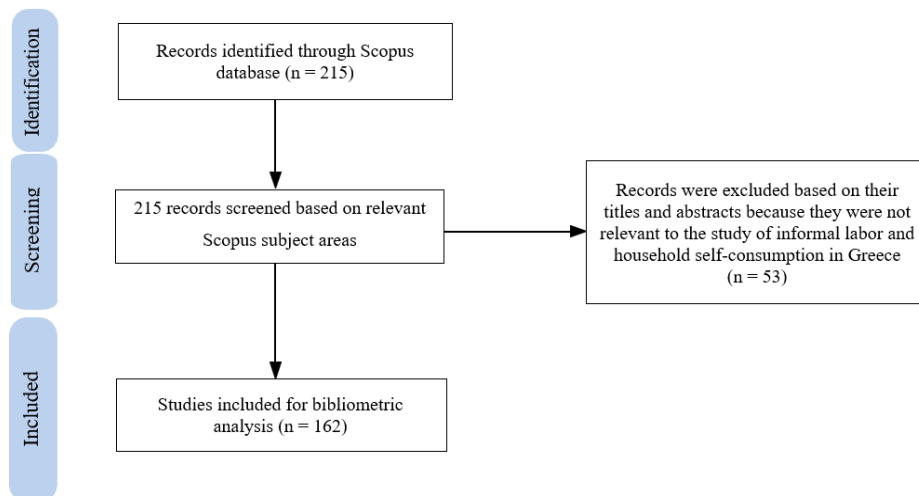 Identification
Records identified through Scopus
database (n = 215)
Screening
215 records screened based on relevant
Scopus subject areas
Records were excluded based on their
titles and abstracts because they were not
relevant to the study of informal labor and
household self-consumption in Greece
(n = 53)
Included
Studies included for bibliometric
analysis (n = 162)